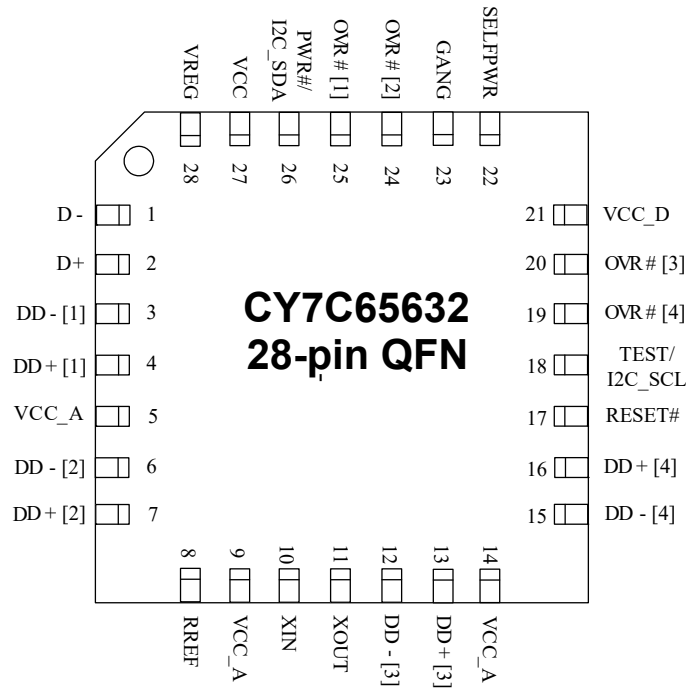 VREG
VCC
PWR#/
I2C_SDA
OVR # [1]
OVR # [2]
GANG
SELFPWR
28
27
26
25
24
23
22
D - 1
D+ 2
DD - [1] 3
DD + [1] 4
VCC_A 5
DD - [2] 6
DD + [2] 7
CY7C65632
28-pin QFN
21 VCC_D
20 OVR # [3]
19 OVR # [4]
18 TEST/
I2C_SCL
17 RESET#
16 DD + [4]
15 DD - [4]
8
9
10
11
12
13
14
RREF
VCC_A
XIN
XOUT
DD - [3]
DD + [3]
VCC_A